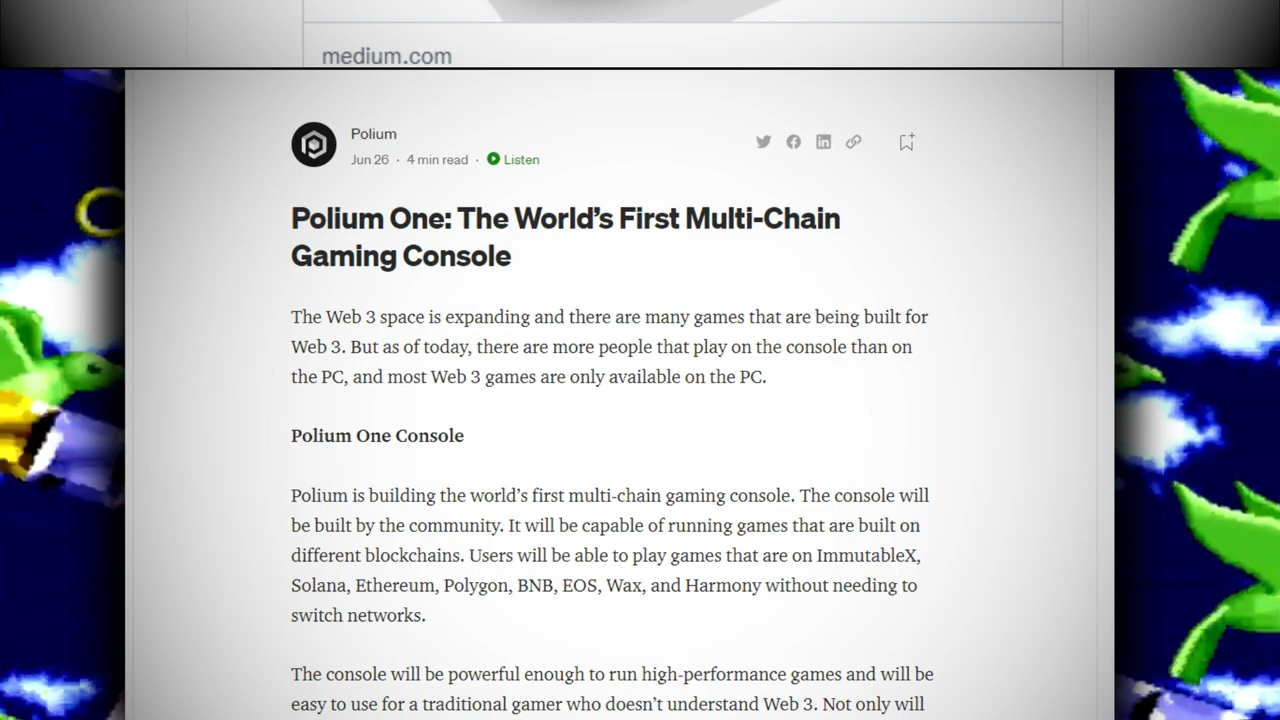 medium.com
Polium
Jun 26 · 4 min read · Listen
Polium One: The World’s First Multi-Chain
Gaming Console
The Web 3 space is expanding and there are many games that are being built for
Web 3. But as of today, there are more people that play on the console than on
the PC, and most Web 3 games are only available on the PC.
Polium One Console
Polium is building the world’s first multi-chain gaming console. The console will
be built by the community. It will be capable of running games that are built on
different blockchains. Users will be able to play games that are on ImmutableX,
Solana, Ethereum, Polygon, BNB, EOS, Wax, and Harmony without needing to
switch networks.
The console will be powerful enough to run high-performance games and will be
easy to use for a traditional gamer who doesn’t understand Web 3. Not only will